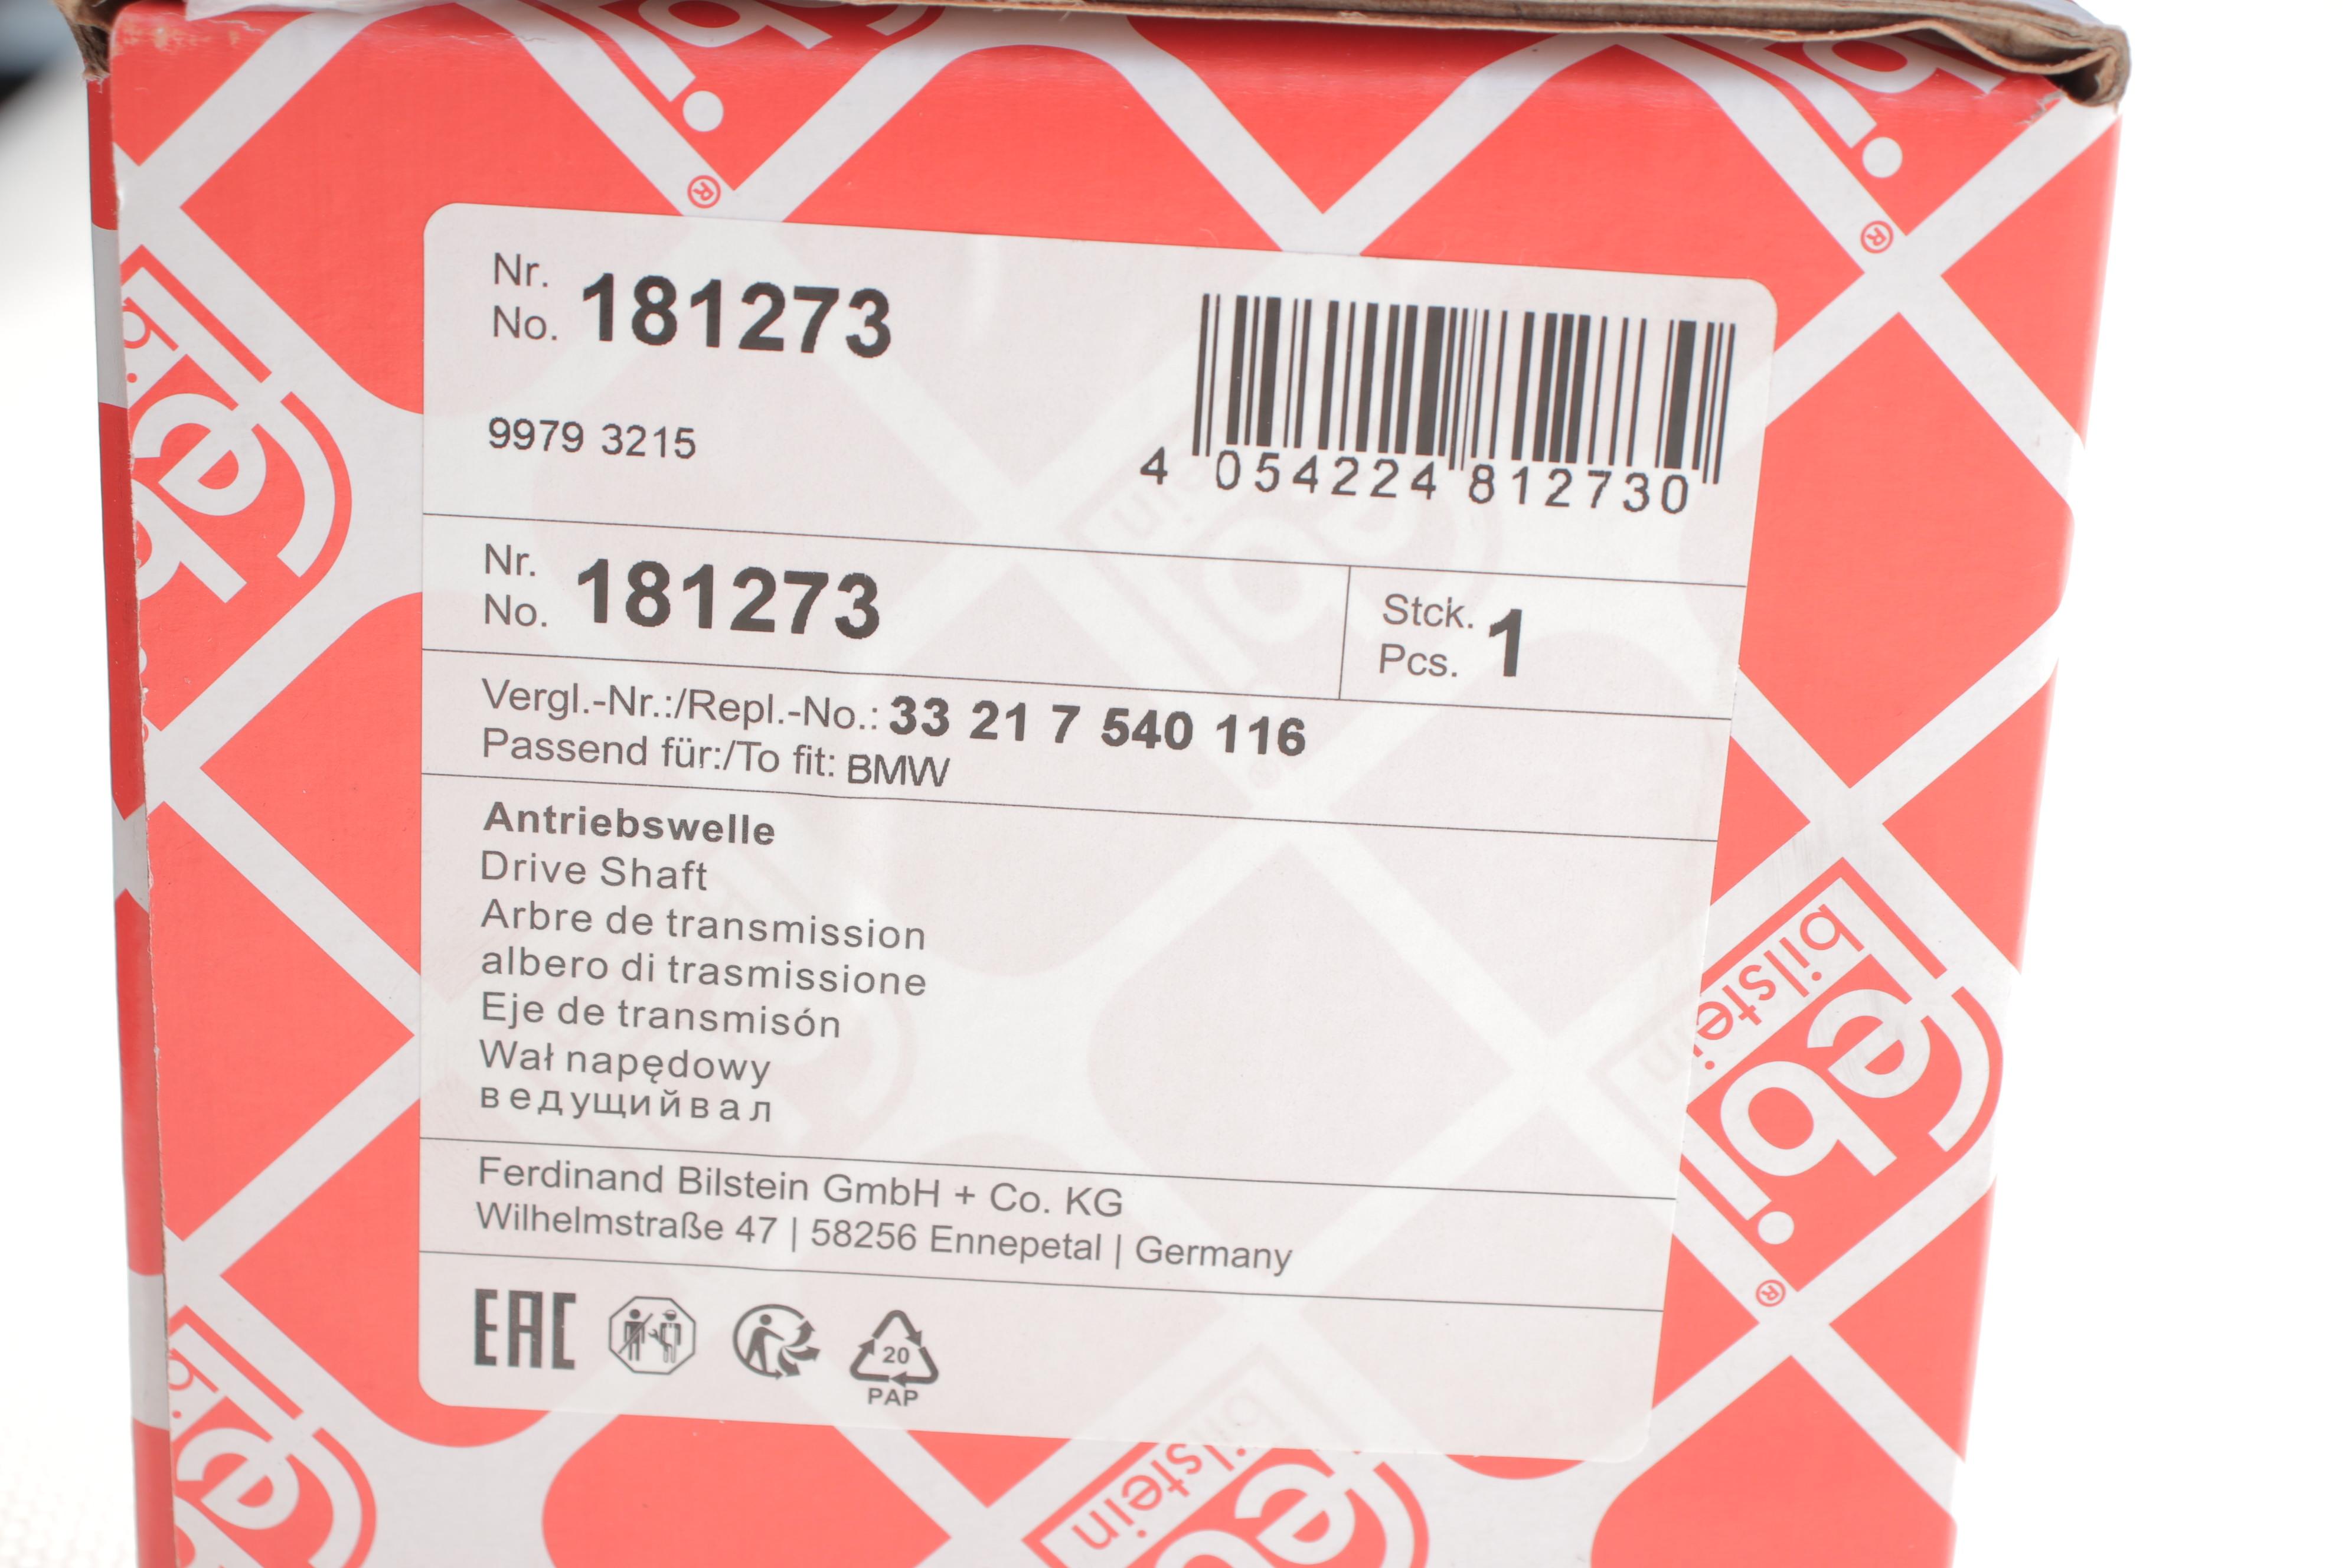 Nr.
No. 181273
9979 3215
4 054224 812730
Nr.
No. 181273
Stck.
Pcs. 1
Vergl.-Nr.:/Repl.-No.: 33 21 7 540 116
Passend für:/To fit: BMW
Antriebswelle
Drive Shaft
Arbre de transmission
albero di trasmissione
Eje de transmisón
Wał napędowy
ведущийвал
Ferdinand Bilstein GmbH + Co. KG
Wilhelmstraße 47 | 58256 Ennepetal | Germany
EAC
20
PAP
febi
bilstein
®